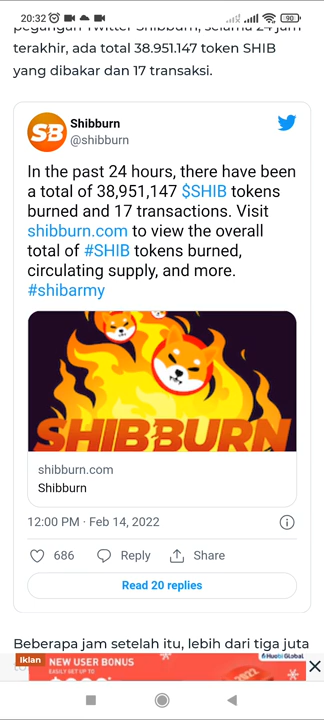 20:32
90
pegangan Twitter Shibburn, selama 24 jam
terakhir, ada total 38.951.147 token SHIB
yang dibakar dan 17 transaksi.
SB
Shibburn
@shibburn
In the past 24 hours, there have been
a total of 38,951,147 $SHIB tokens
burned and 17 transactions. Visit
shibburn.com to view the overall
total of #SHIB tokens burned,
circulating supply, and more.
#shibarmy
SHIBBURN
shibburn.com
Shibburn
12:00 PM · Feb 14, 2022
686 Reply Share
Read 20 replies
Beberapa jam setelah itu, lebih dari tiga juta
Iklan
NEW USER BONUS
EASILY GET UP TO
Huobi Global